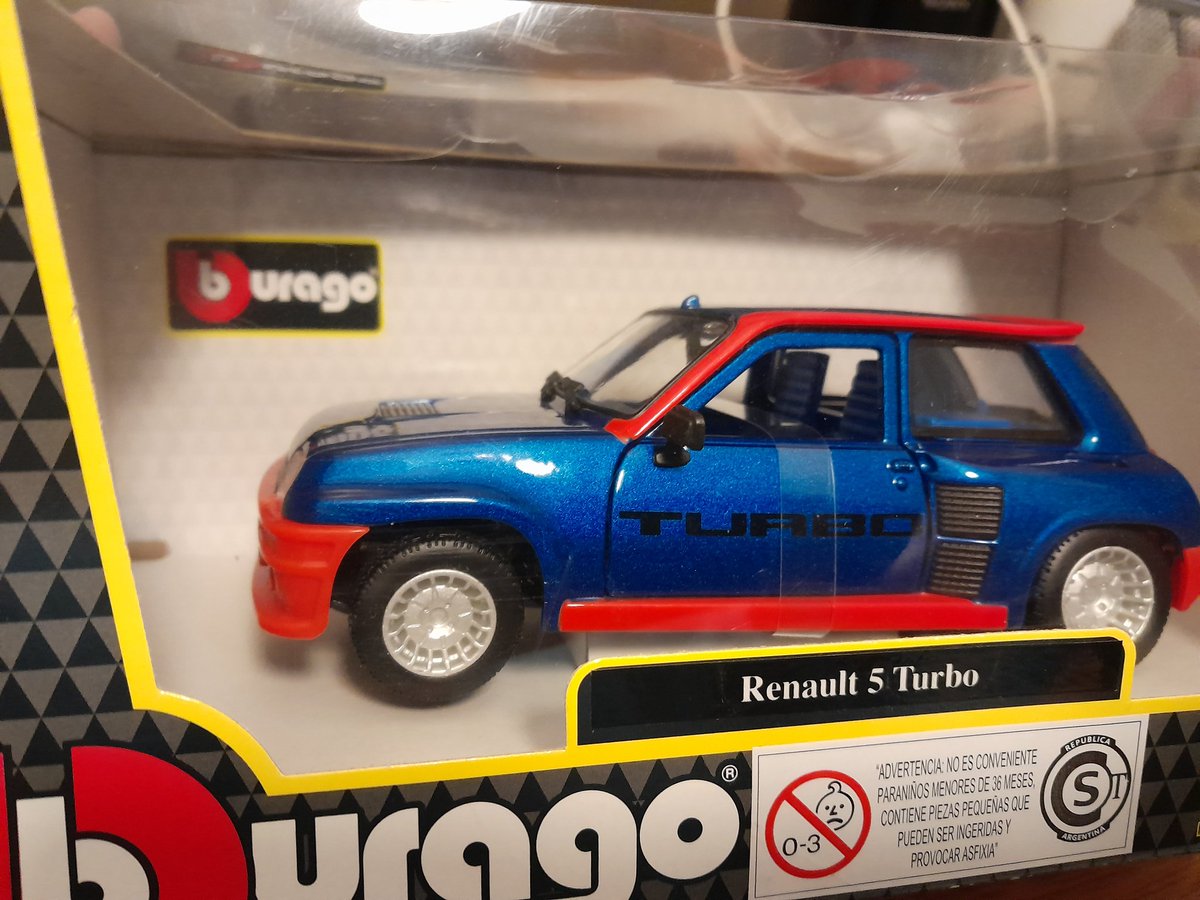 burago
TURBO
Renault 5 Turbo
burago®
0-3
"ADVERTENCIA: NO ES CONVENIENTE
PARANIÑOS MENORES DE 36 MESES,
CONTIENE PIEZAS PEQUEÑAS QUE
PUEDEN SER INGERIDAS Y
PROVOCAR ASFIXIA"
REPUBLICA
S T
ARGENTINA